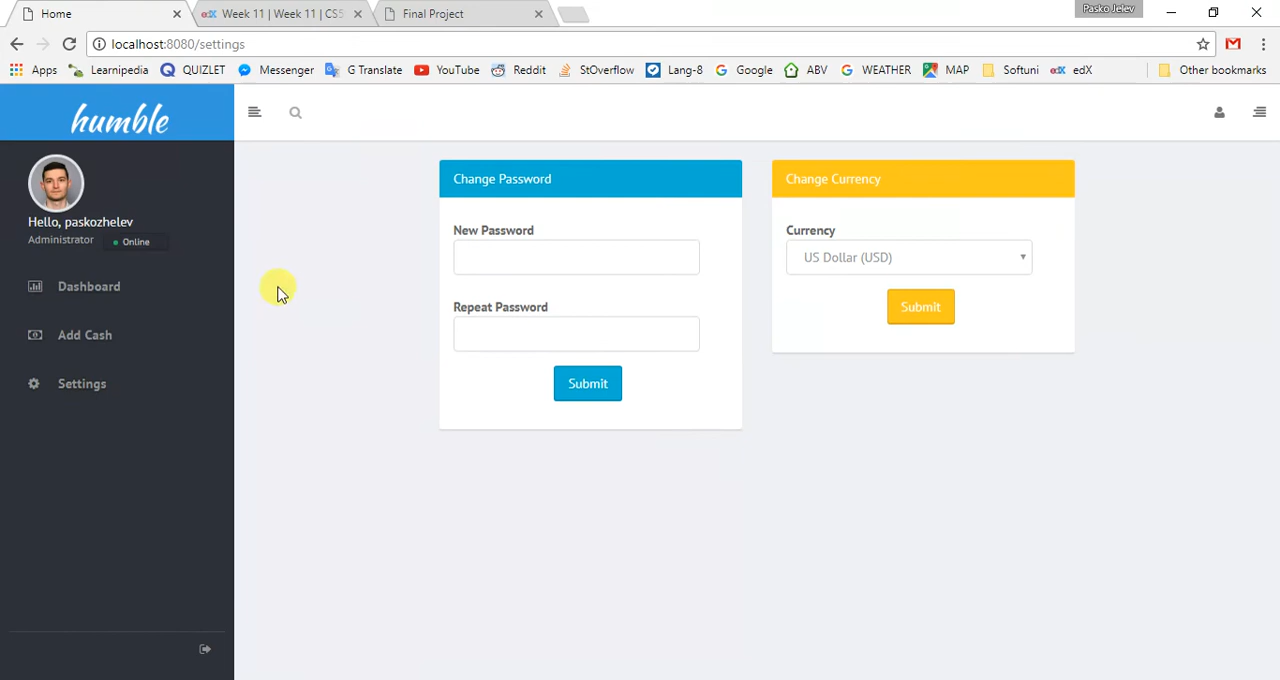 Home
Week 11 | Week 11 | CS5
Final Project
Pasko Jelev
localhost:8080/settings
Apps
Learnipedia
QUIZLET
Messenger
G Translate
YouTube
Reddit
StOverflow
Lang-8
Google
ABV
WEATHER
MAP
Softuni
edX
Other bookmarks
humble
Hello, paskozhelev
Administrator
Online
Dashboard
Add Cash
Settings
Change Password
New Password
Repeat Password
Submit
Change Currency
Currency
US Dollar (USD)
Submit